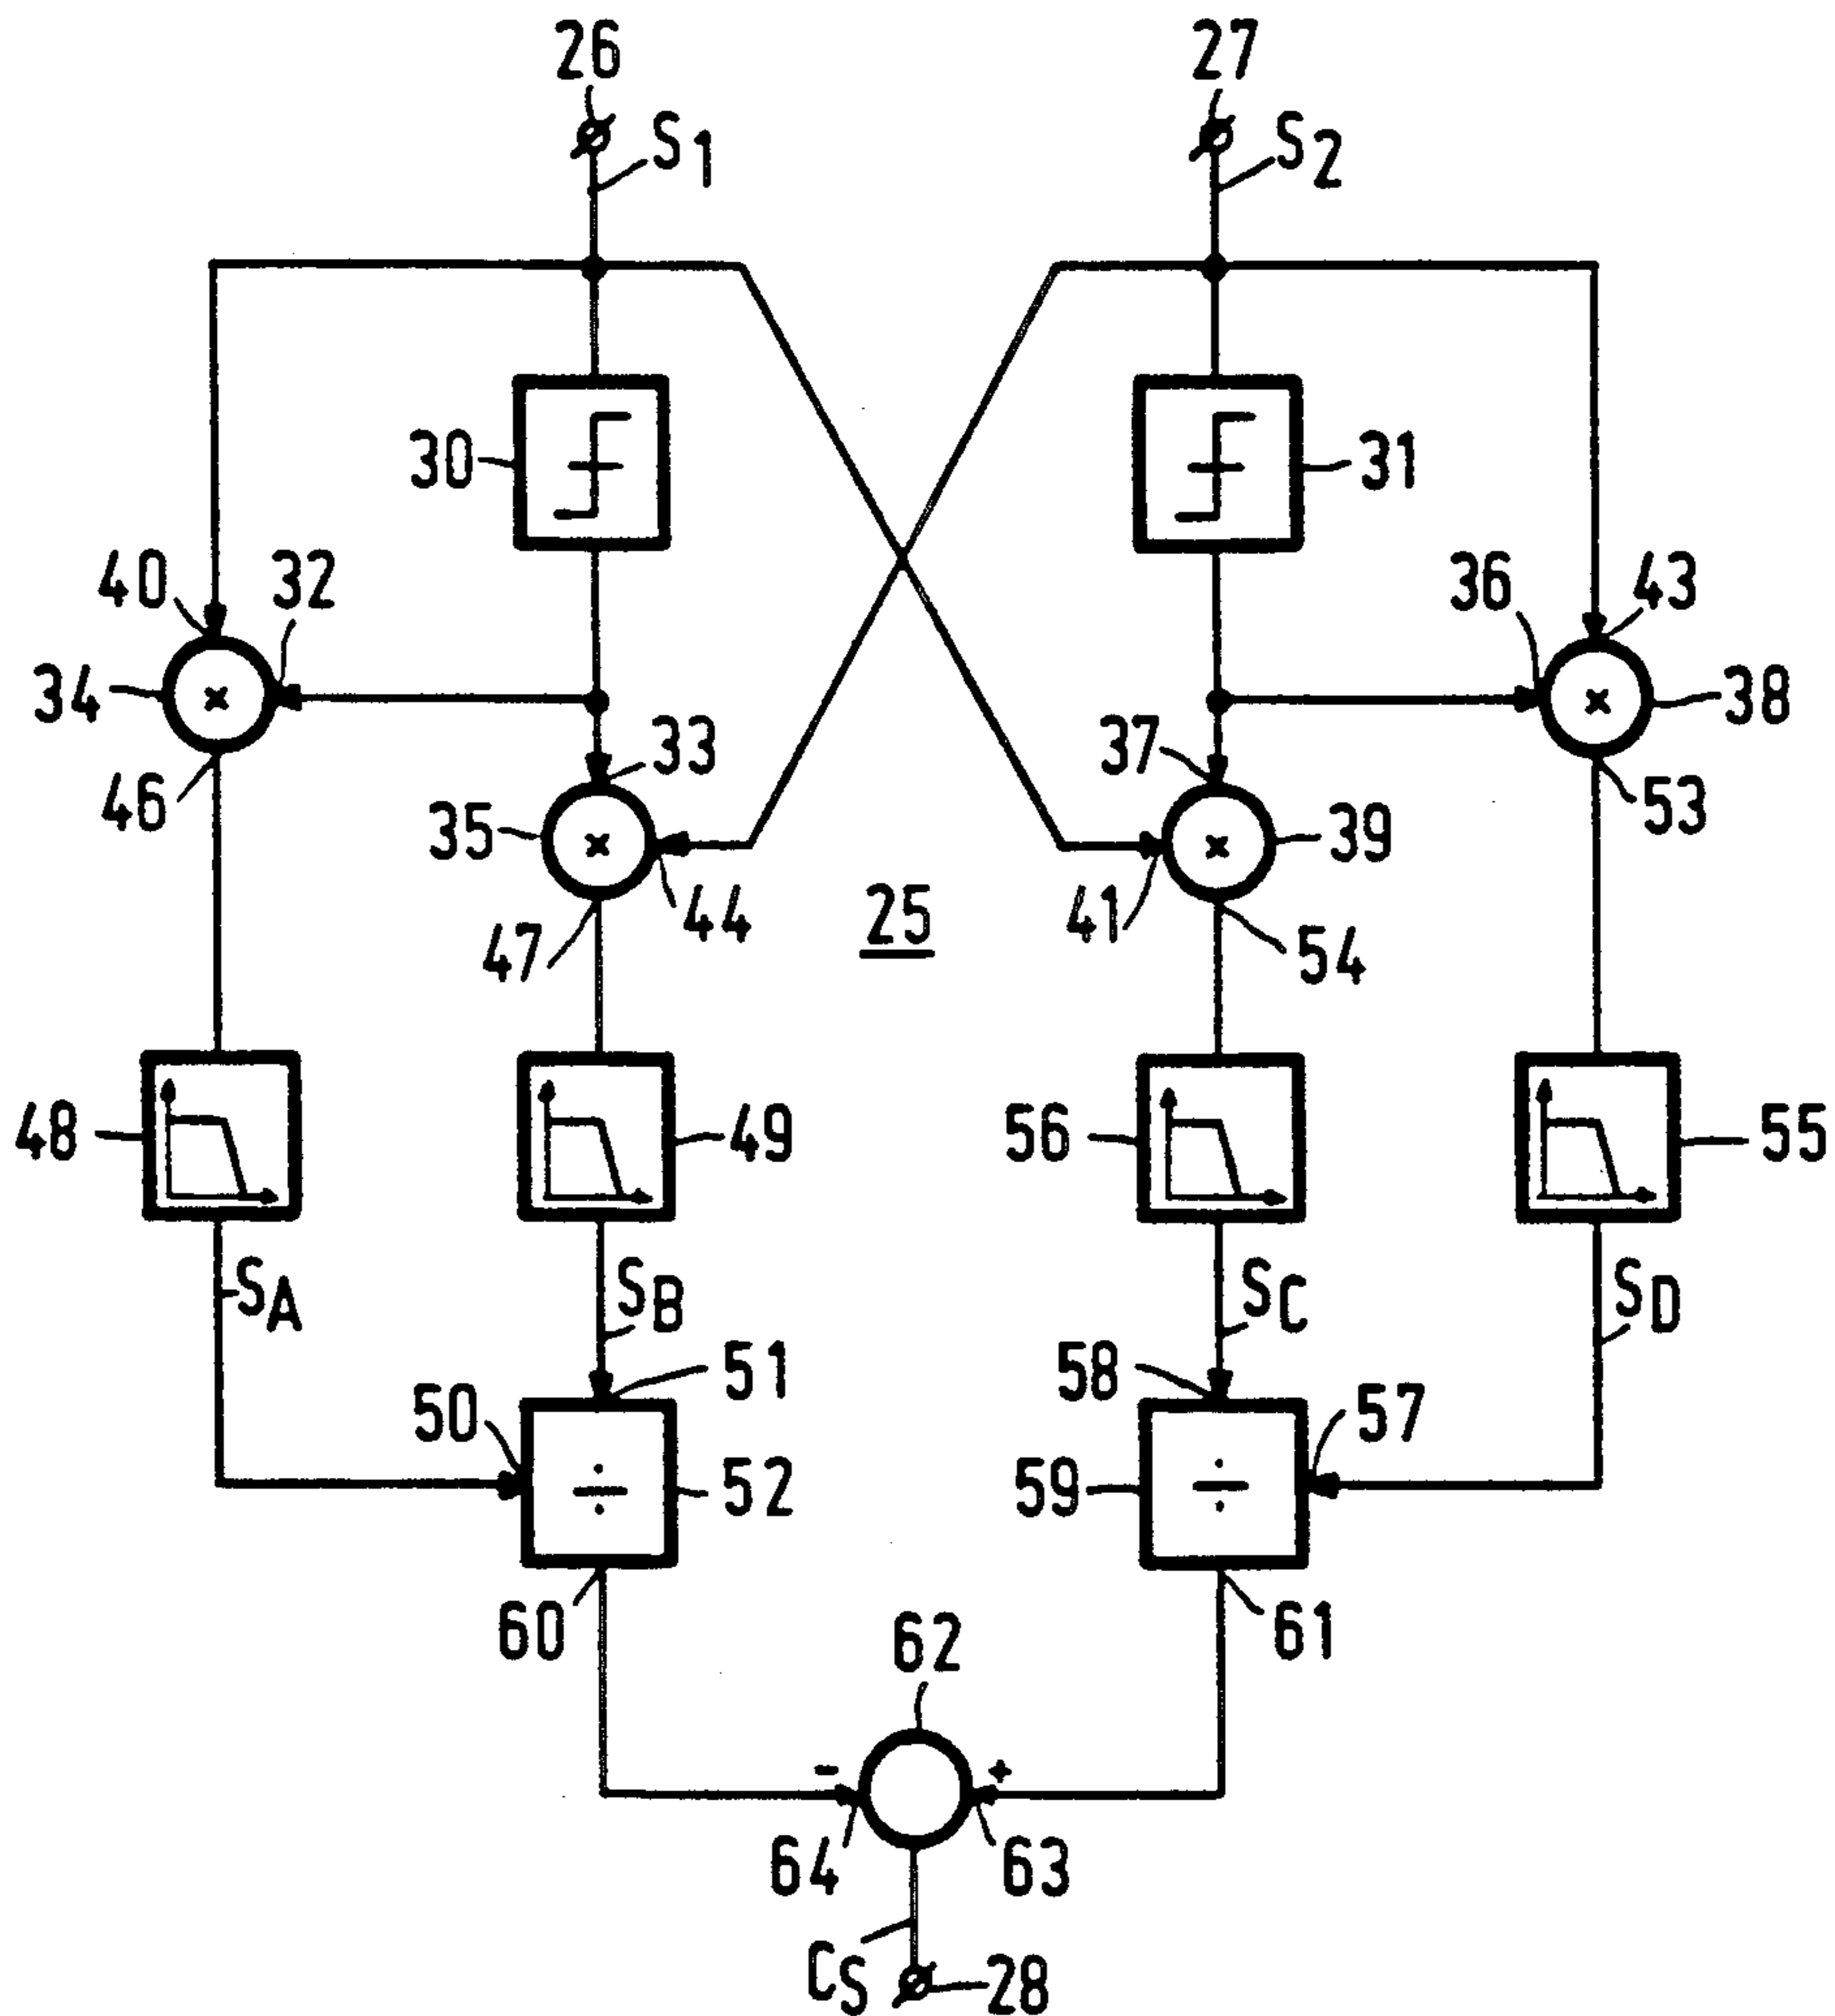 26 27
S1 S2
30 31
40 32 36 43
34 × × 38
33 37
46 53
35 × × 39
44 25 41
47 54
48 49 56 55
SA SB SC SD
51 58
50 57
÷ 52 59 ÷
60 61
62
- +
64 63
CS 28